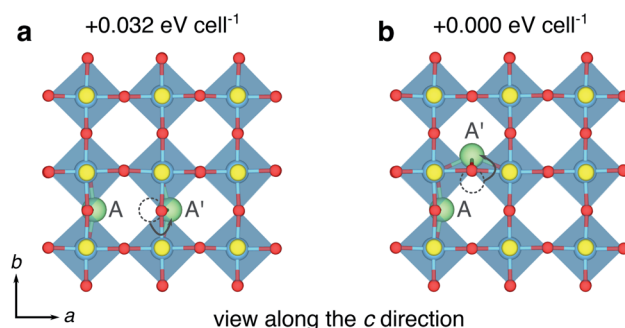 a
+0.032 eV cell⁻¹
b
+0.000 eV cell⁻¹
A'
A
A'
A
b
a
view along the c direction